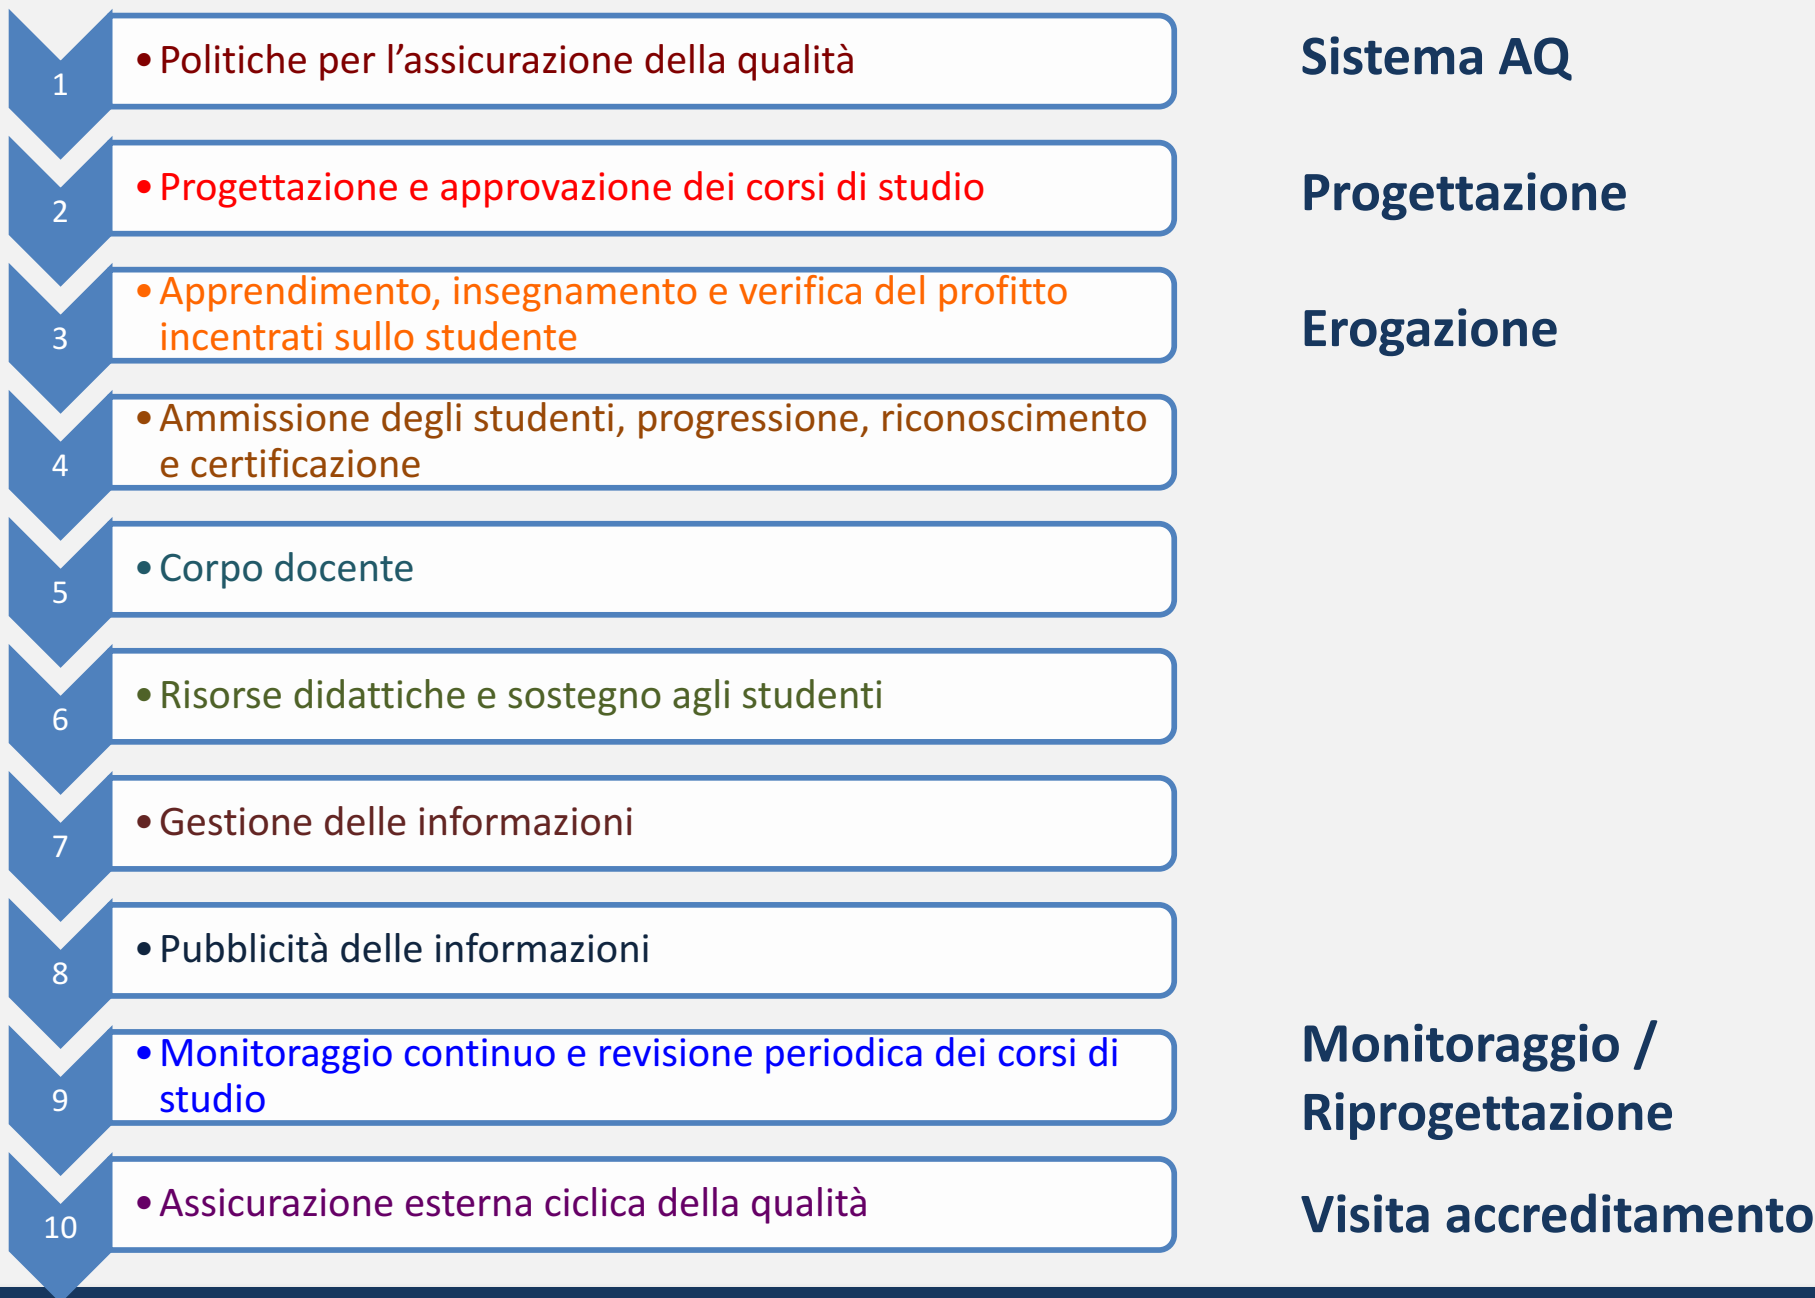 1
• Politiche per l’assicurazione della qualità
Sistema AQ
2
• Progettazione e approvazione dei corsi di studio
Progettazione
3
• Apprendimento, insegnamento e verifica del profitto
incentrati sullo studente
Erogazione
4
• Ammissione degli studenti, progressione, riconoscimento
e certificazione
5
• Corpo docente
6
• Risorse didattiche e sostegno agli studenti
7
• Gestione delle informazioni
8
• Pubblicità delle informazioni
9
• Monitoraggio continuo e revisione periodica dei corsi di
studio
Monitoraggio /
Riprogettazione
10
• Assicurazione esterna ciclica della qualità
Visita accreditamento